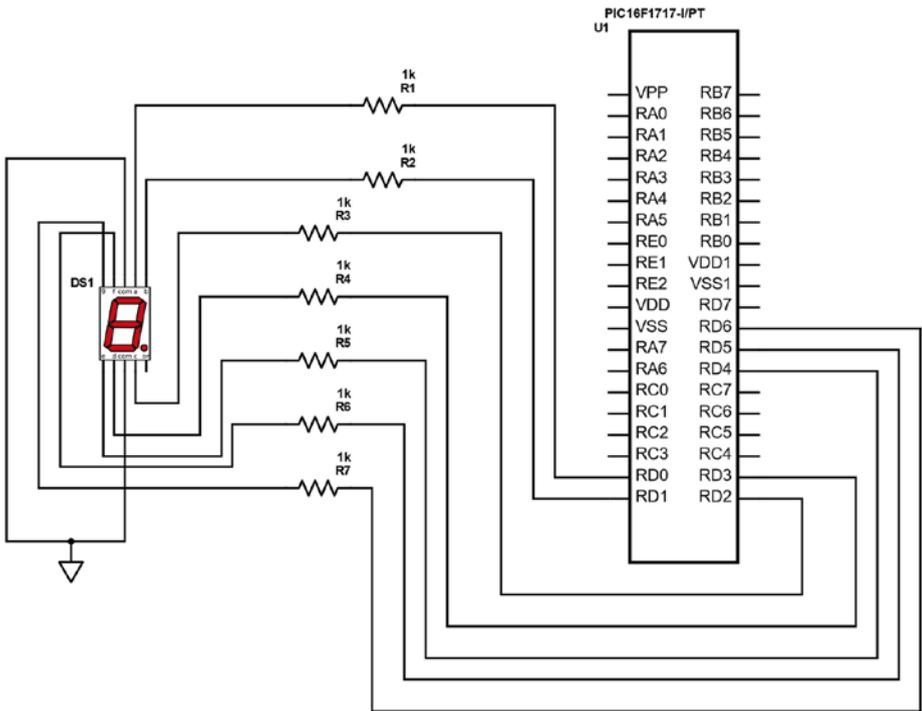 PIC16F1717-I/PT
U1
1k
R1
1k
R2
1k
R3
1k
R4
1k
R5
1k
R6
1k
R7
DS1
g f com a b
e d com c
VPP RB7
RA0 RB6
RA1 RB5
RA2 RB4
RA3 RB3
RA4 RB2
RA5 RB1
RE0 RB0
RE1 VDD1
RE2 VSS1
VDD RD7
VSS RD6
RA7 RD5
RA6 RD4
RC0 RC7
RC1 RC6
RC2 RC5
RC3 RC4
RD0 RD3
RD1 RD2